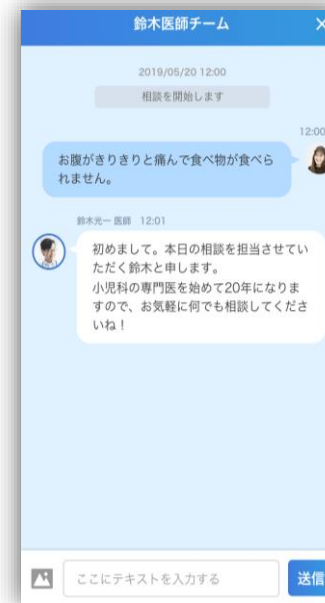 鈴木医師チーム
2019/05/20 12:00
相談を開始します
12:00
お腹がきりきりと痛んで食べ物が食べら
れません。
鈴木光一 医師 12:01
初めまして。本日の相談を担当させてい
ただく鈴木と申します。
小児科の専門医を始めて20年になりま
すので、お気軽に何でも相談してくださ
いね！
ここにテキストを入力する
送信